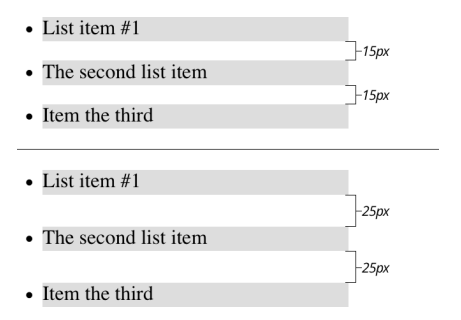 • List item #1
15px
• The second list item
15px
• Item the third
• List item #1
25px
• The second list item
25px
• Item the third